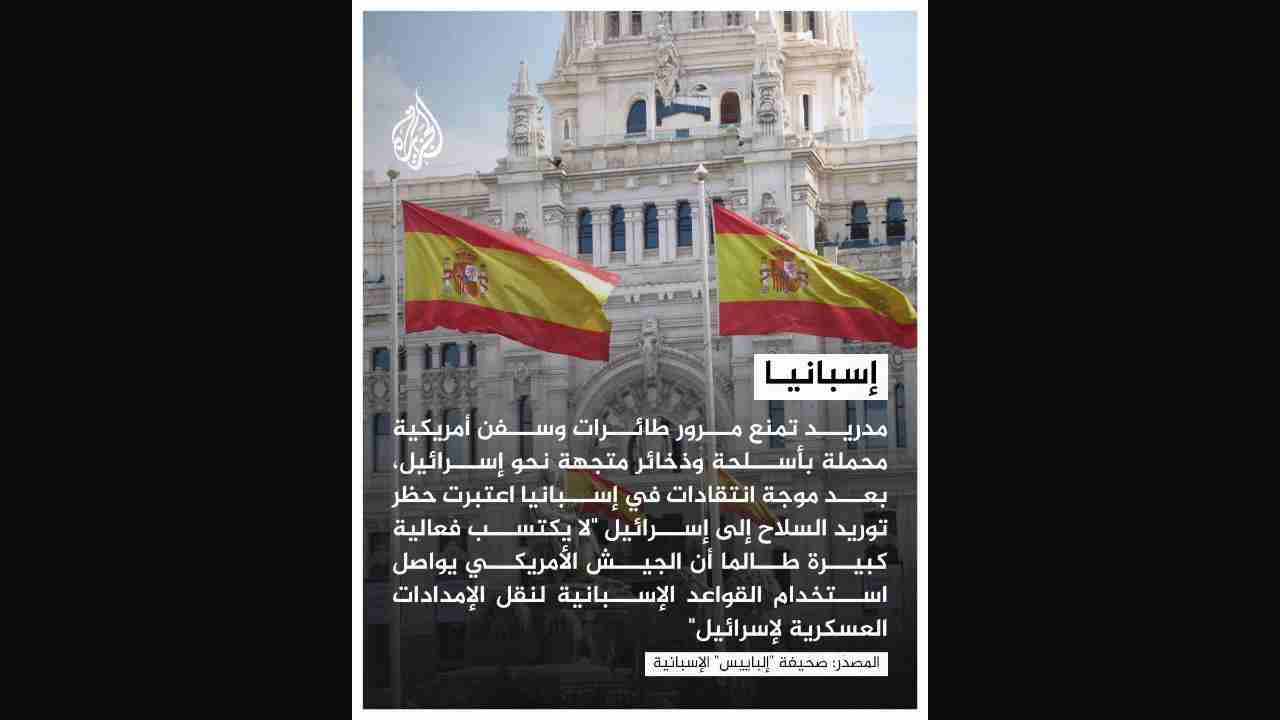 الجزيرة
إسبانيا
مدريد تمنع مرور طائرات وسفن أمريكية
محملة بأسلحة وذخائر متجهة نحو إسرائيل،
بعد موجة انتقادات في إسبانيا اعتبرت حظر
توريد السلاح إلى إسرائيل "لا يكتسب فعالية
كبيرة طالما أن الجيش الأمريكي يواصل
استخدام القواعد الإسبانية لنقل الإمدادات
العسكرية لإسرائيل"
المصدر: صحيفة "إلباييس" الإسبانية